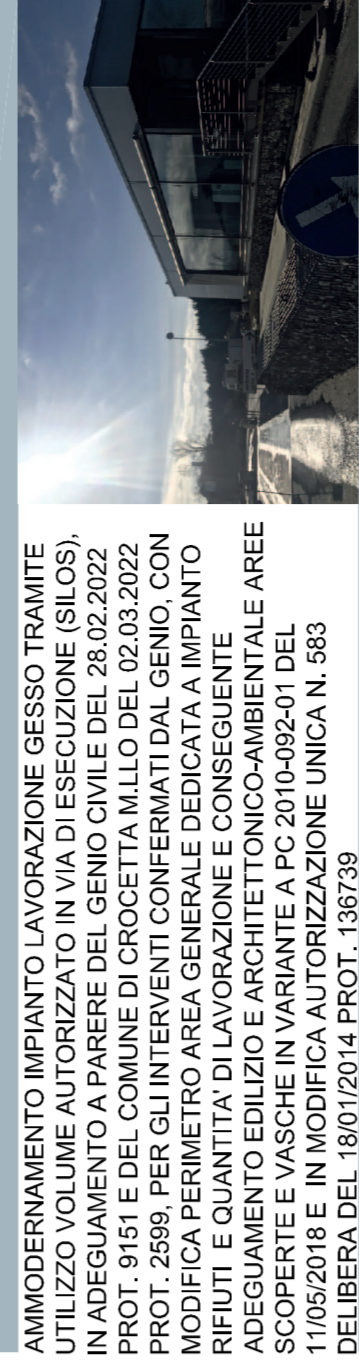 AMMODERNAMENTO IMPIANTO LAVORAZIONE GESSO TRAMITE
UTILIZZO VOLUME AUTORIZZATO IN VIA DI ESECUZIONE (SILOS),
IN ADEGUAMENTO A PARERE DEL GENIO CIVILE DEL 28.02.2022
PROT. 9151 E DEL COMUNE DI CROCETTA M.LLO DEL 02.03.2022
PROT. 2599, PER GLI INTERVENTI CONFERMATI DAL GENIO, CON
MODIFICA PERIMETRO AREA GENERALE DEDICATA A IMPIANTO
RIFIUTI E QUANTITA' DI LAVORAZIONE E CONSEGUENTE
ADEGUAMENTO EDILIZIO E ARCHITETTONICO-AMBIENTALE AREE
SCOPERTE E VASCHE IN VARIANTE A PC 2010-092-01 DEL
11/05/2018 E IN MODIFICA AUTORIZZAZIONE UNICA N. 583
DELIBERA DEL 18/01/2014 PROT. 136739